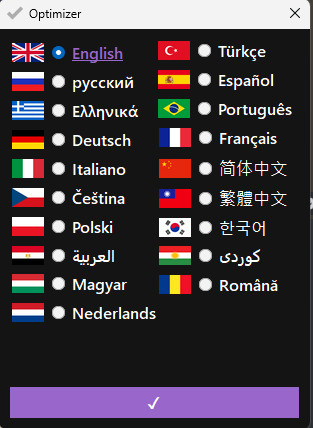 Optimizer
English
русский
Ελληνικά
Deutsch
Italiano
Čeština
Polski
العربية
Magyar
Nederlands
Türkçe
Español
Português
Français
简体中文
繁體中文
한국어
كوردی
Română